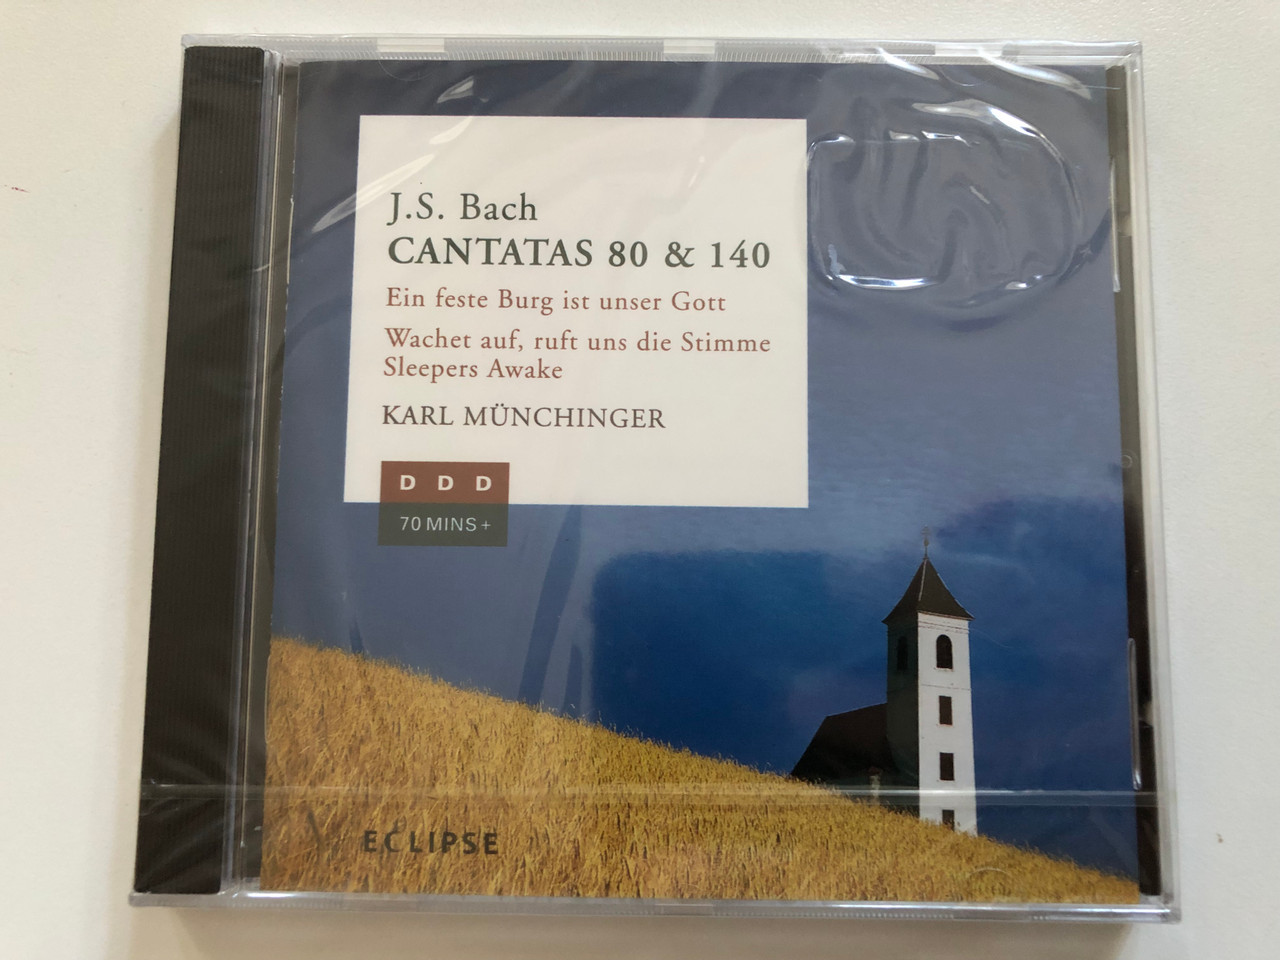 J.S. Bach
CANTATAS 80 & 140
Ein feste Burg ist unser Gott
Wachet auf, ruft uns die Stimme
Sleepers Awake
KARL MÜNCHINGER
D D D
70 MINS +
ECLIPSE